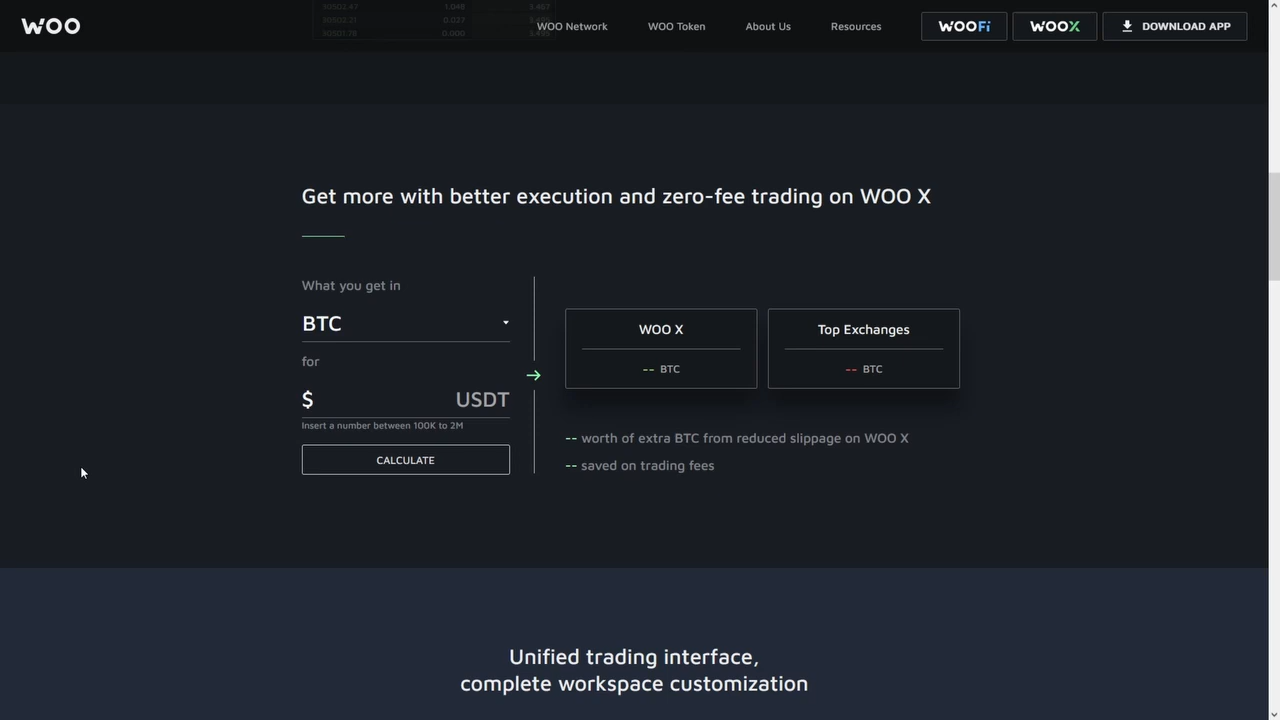 WOO
WOO Network
WOO Token
About Us
Resources
WOOFi
WOOX
DOWNLOAD APP
Get more with better execution and zero-fee trading on WOO X
What you get in
BTC
for
$ USDT
Insert a number between 100K to 2M
CALCULATE
WOO X
-- BTC
Top Exchanges
-- BTC
-- worth of extra BTC from reduced slippage on WOO X
-- saved on trading fees
Unified trading interface,
complete workspace customization